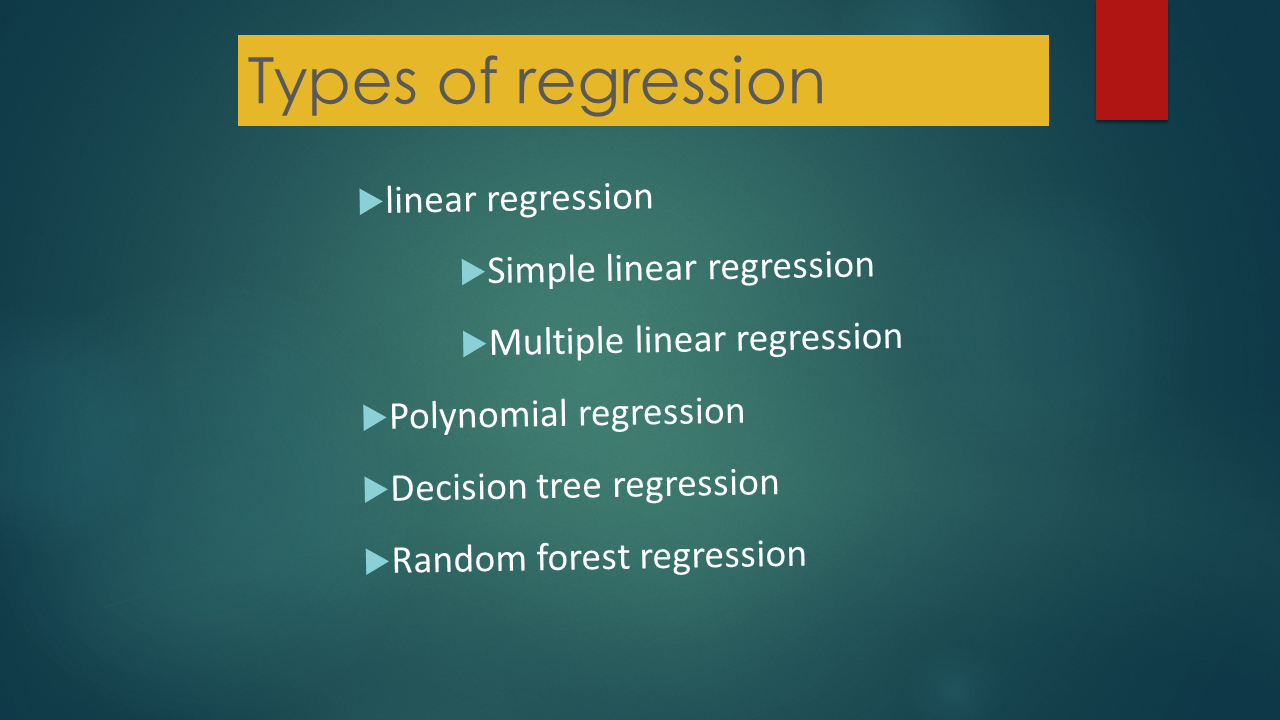 Types of regression
linear regression
Simple linear regression
Multiple linear regression
Polynomial regression
Decision tree regression
Random forest regression